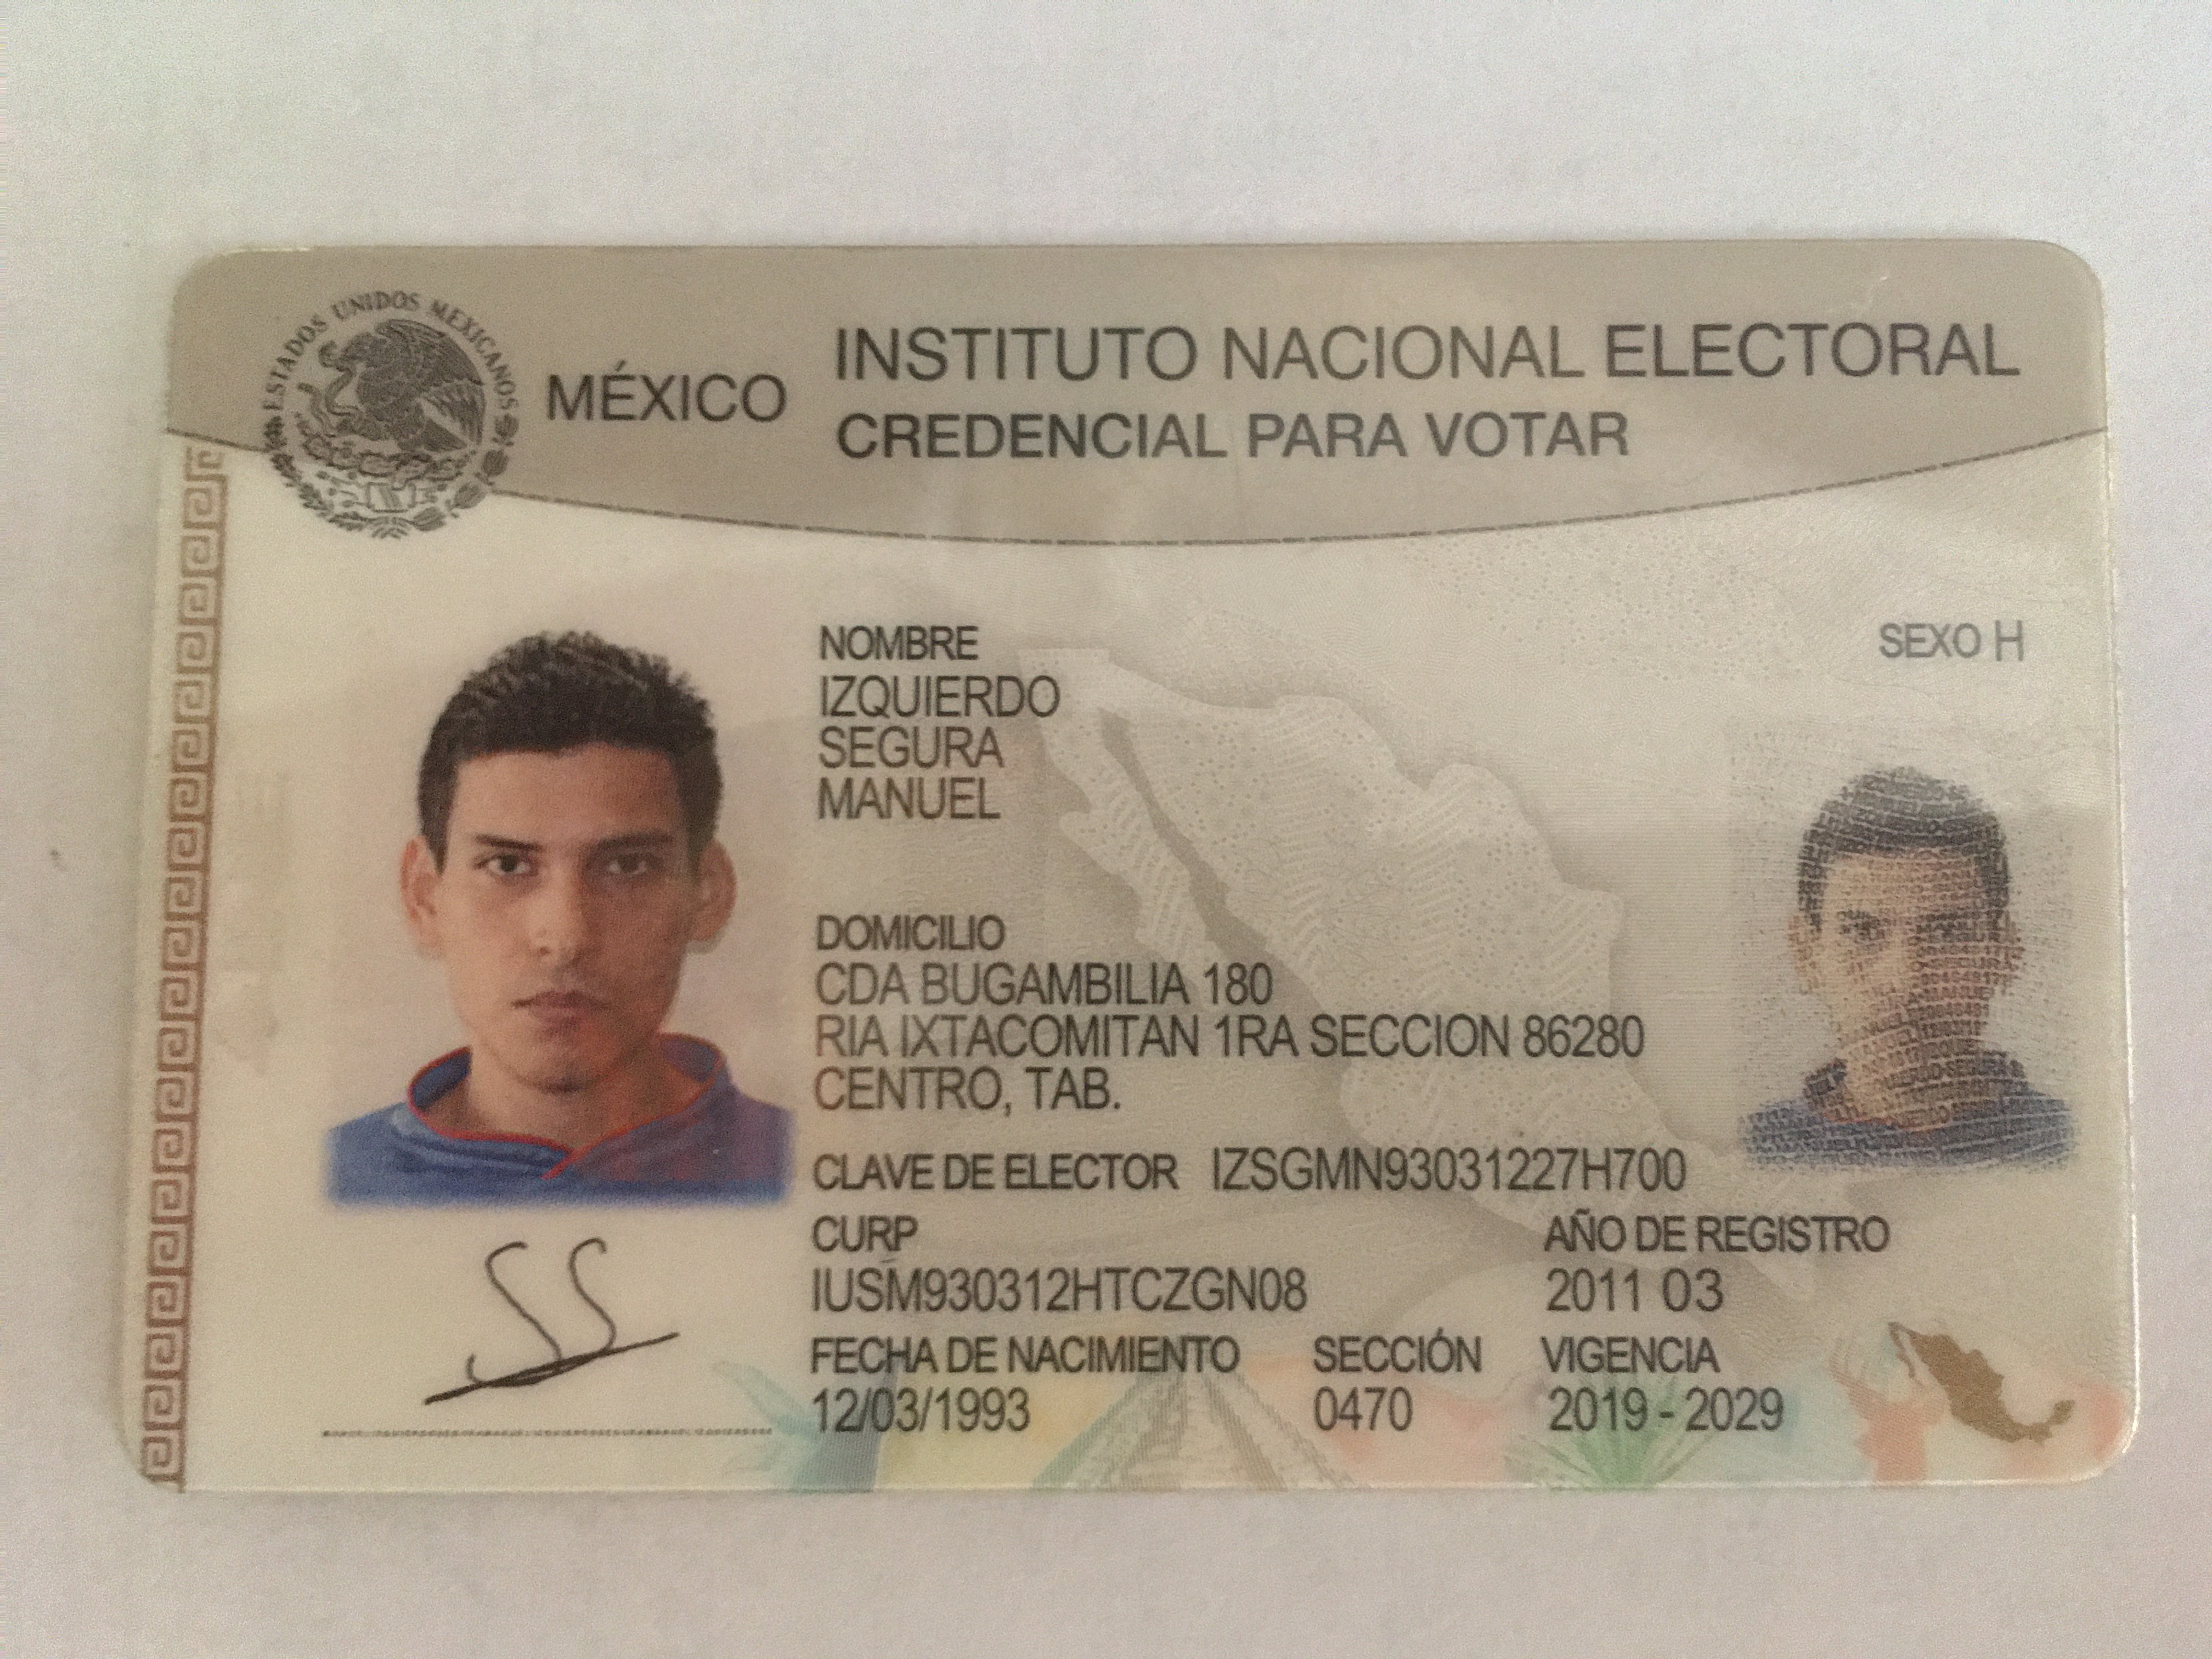 ESTADOS UNIDOS MEXICANOS
MÉXICO
INSTITUTO NACIONAL ELECTORAL
CREDENCIAL PARA VOTAR
NOMBRE
IZQUIERDO
SEGURA
MANUEL
SEXO H
DOMICILIO
CDA BUGAMBILIA 180
RIA IXTACOMITAN 1RA SECCION 86280
CENTRO, TAB.
CLAVE DE ELECTOR IZSGMN93031227H700
CURP
IUSM930312HTCZGN08
AÑO DE REGISTRO
2011 03
FECHA DE NACIMIENTO
12/03/1993
SECCIÓN
0470
VIGENCIA
2019 - 2029